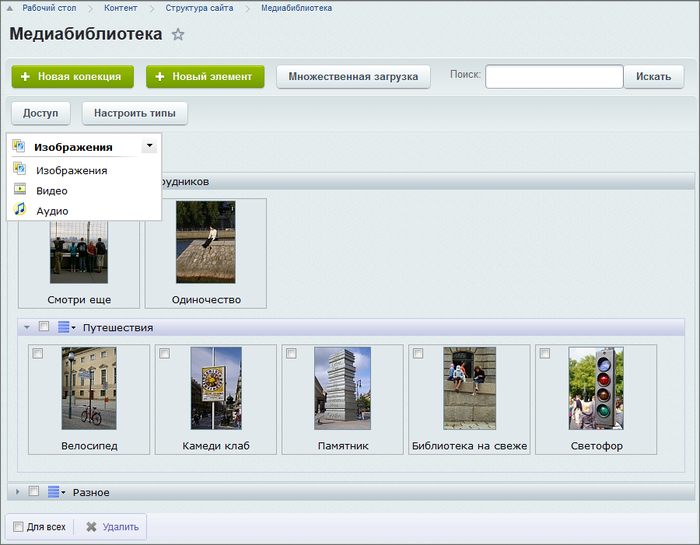 Рабочий стол Контент Структура сайта Медиабиблиотека
Медиабиблиотека
Новая колекция Новый элемент Множественная загрузка Поиск: Искать
Доступ Настроить типы
Изображения
Изображения
Видео
Аудио
рудников
Смотри еще Одиночество
Путешествия
Велосипед Камеди клаб Памятник Библиотека на свеже Светофор
Разное
Для всех Удалить